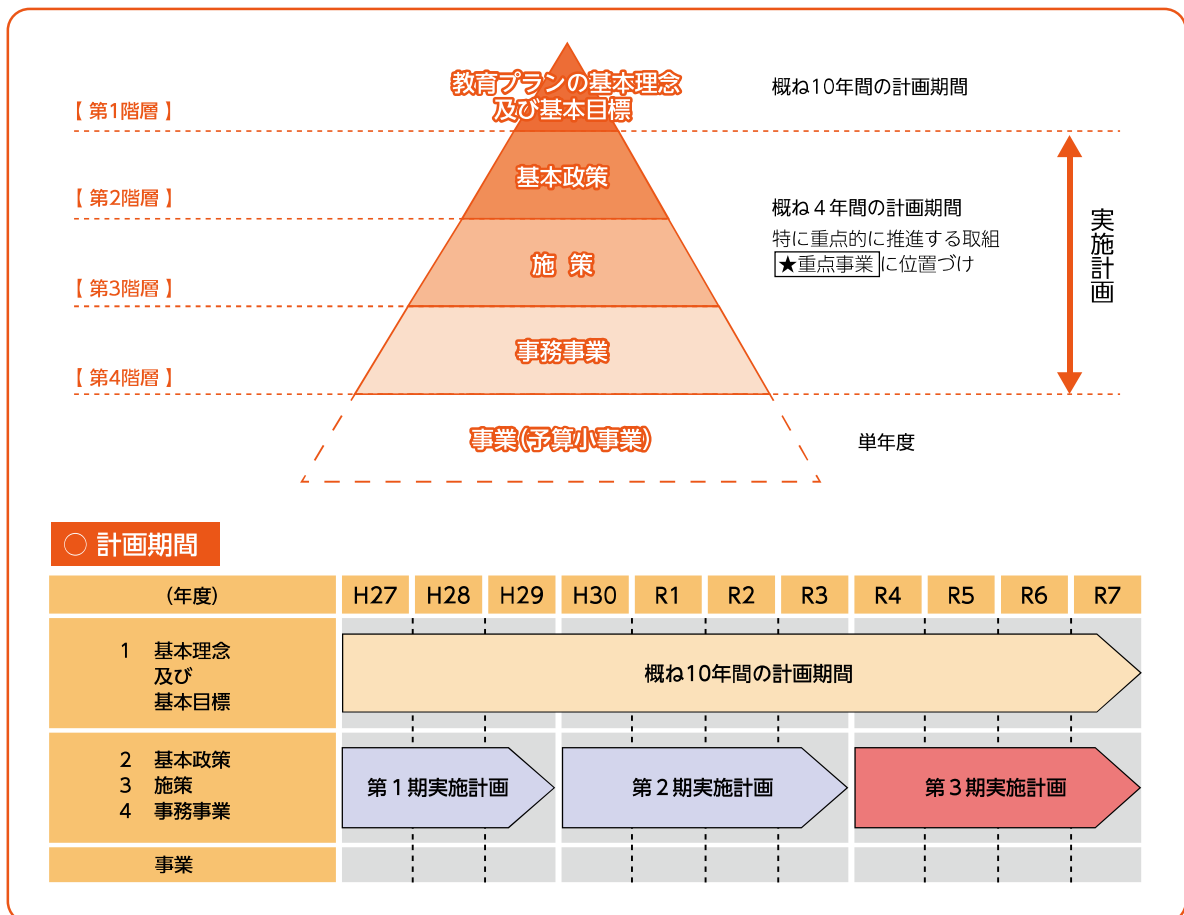 教育プランの基本理念
及び基本目標
概ね10年間の計画期間
【 第1階層 】
基本政策
【 第2階層 】
概ね４年間の計画期間
特に重点的に推進する取組
★重点事業に位置づけ
実施計画
施 策
【 第3階層 】
事務事業
【 第4階層 】
事業(予算小事業)
単年度
○ 計画期間
(年度) H27 H28 H29 H30 R1 R2 R3 R4 R5 R6 R7
1 基本理念
及び
基本目標
概ね10年間の計画期間
2 基本政策
3 施策
4 事務事業
第１期実施計画 第２期実施計画 第３期実施計画
事業